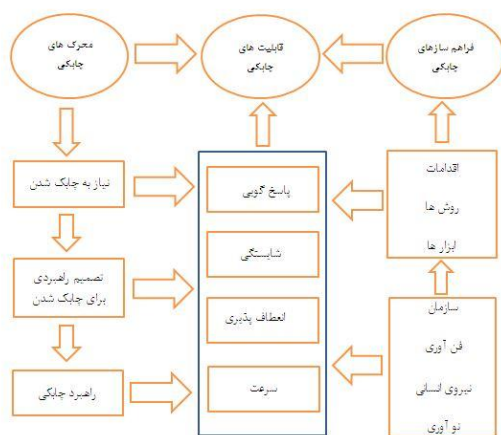 محرک های
چابکی
قابلیت های
چابکی
فراهم سازهای
چابکی
نیاز به چابک شدن
تصمیم راهبردی
برای چابک شدن
راهبرد چابکی
پاسخ گویی
شایستگی
انعطاف پذیری
سرعت
اقدامات
روش ها
ابزار ها
سازمان
فن آوری
نیروی انسانی
نو آوری